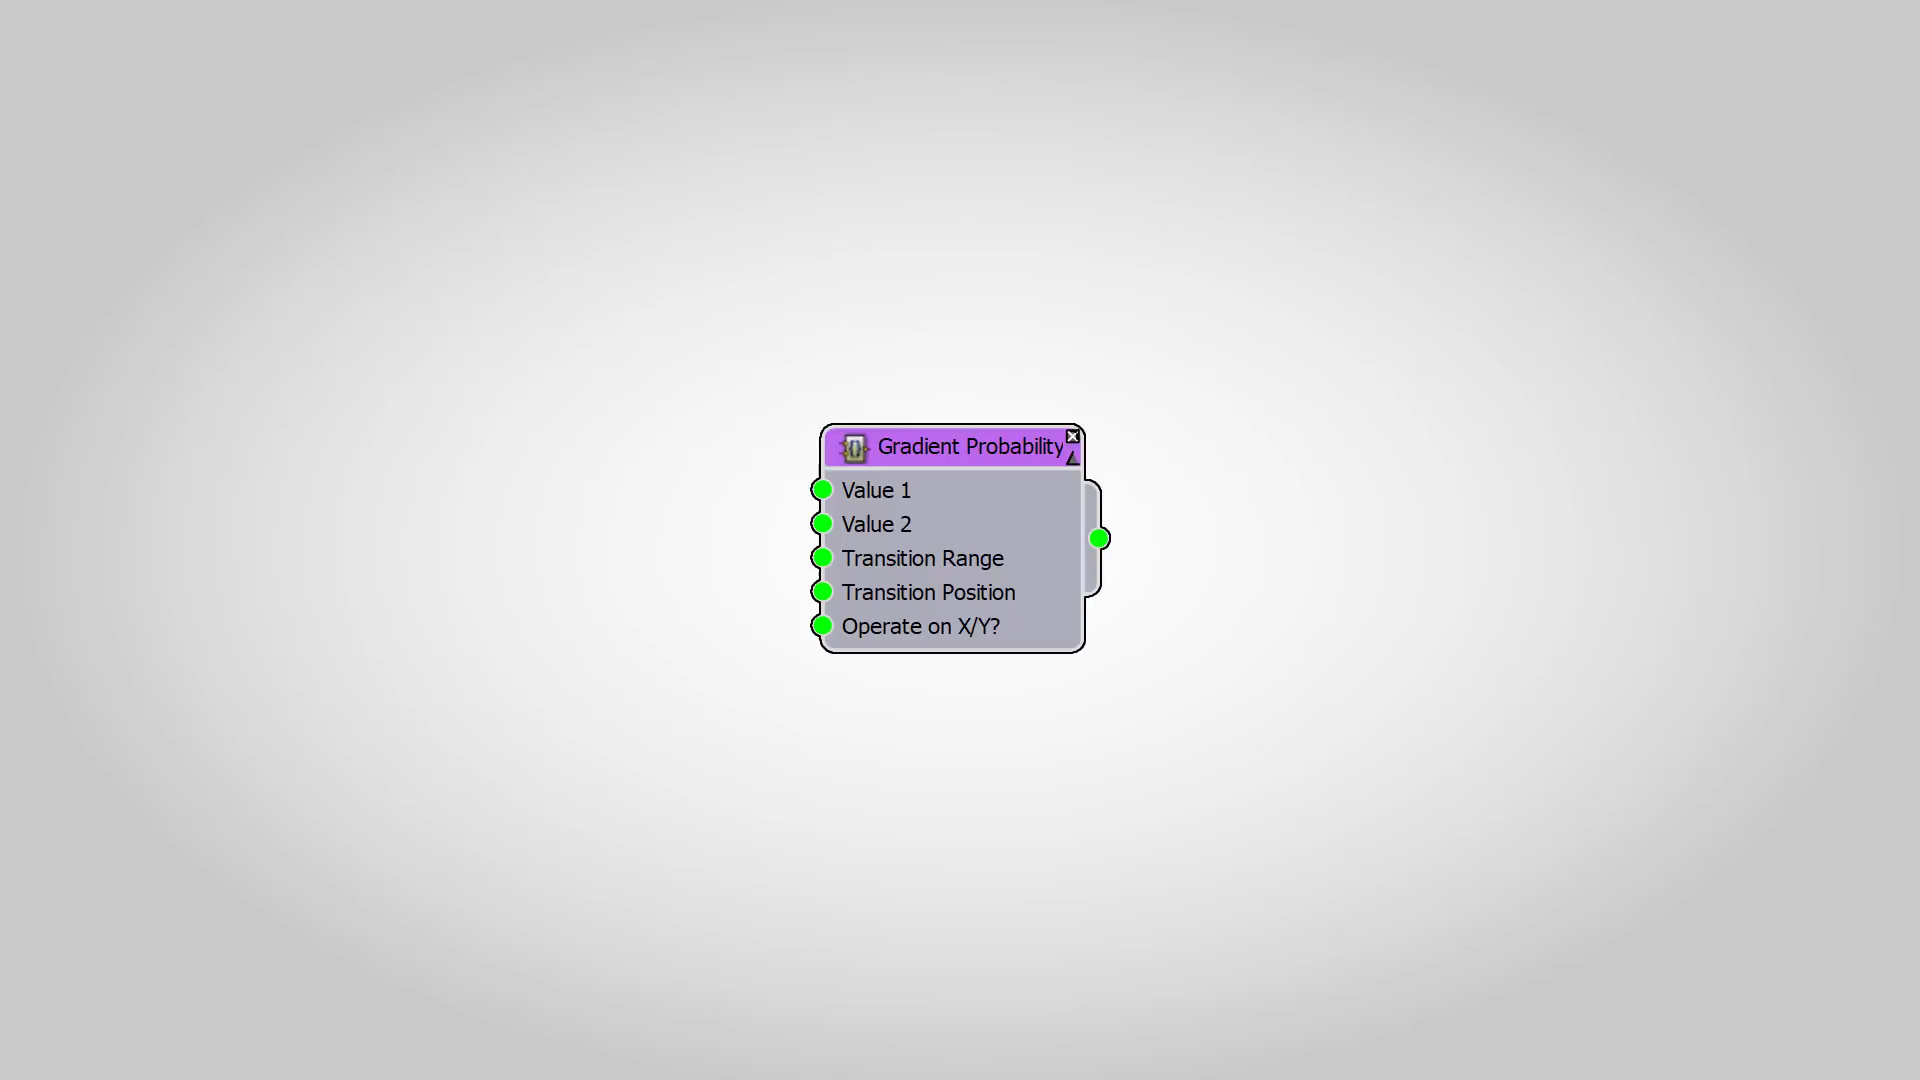 Gradient Probability
Value 1
Value 2
Transition Range
Transition Position
Operate on X/Y?